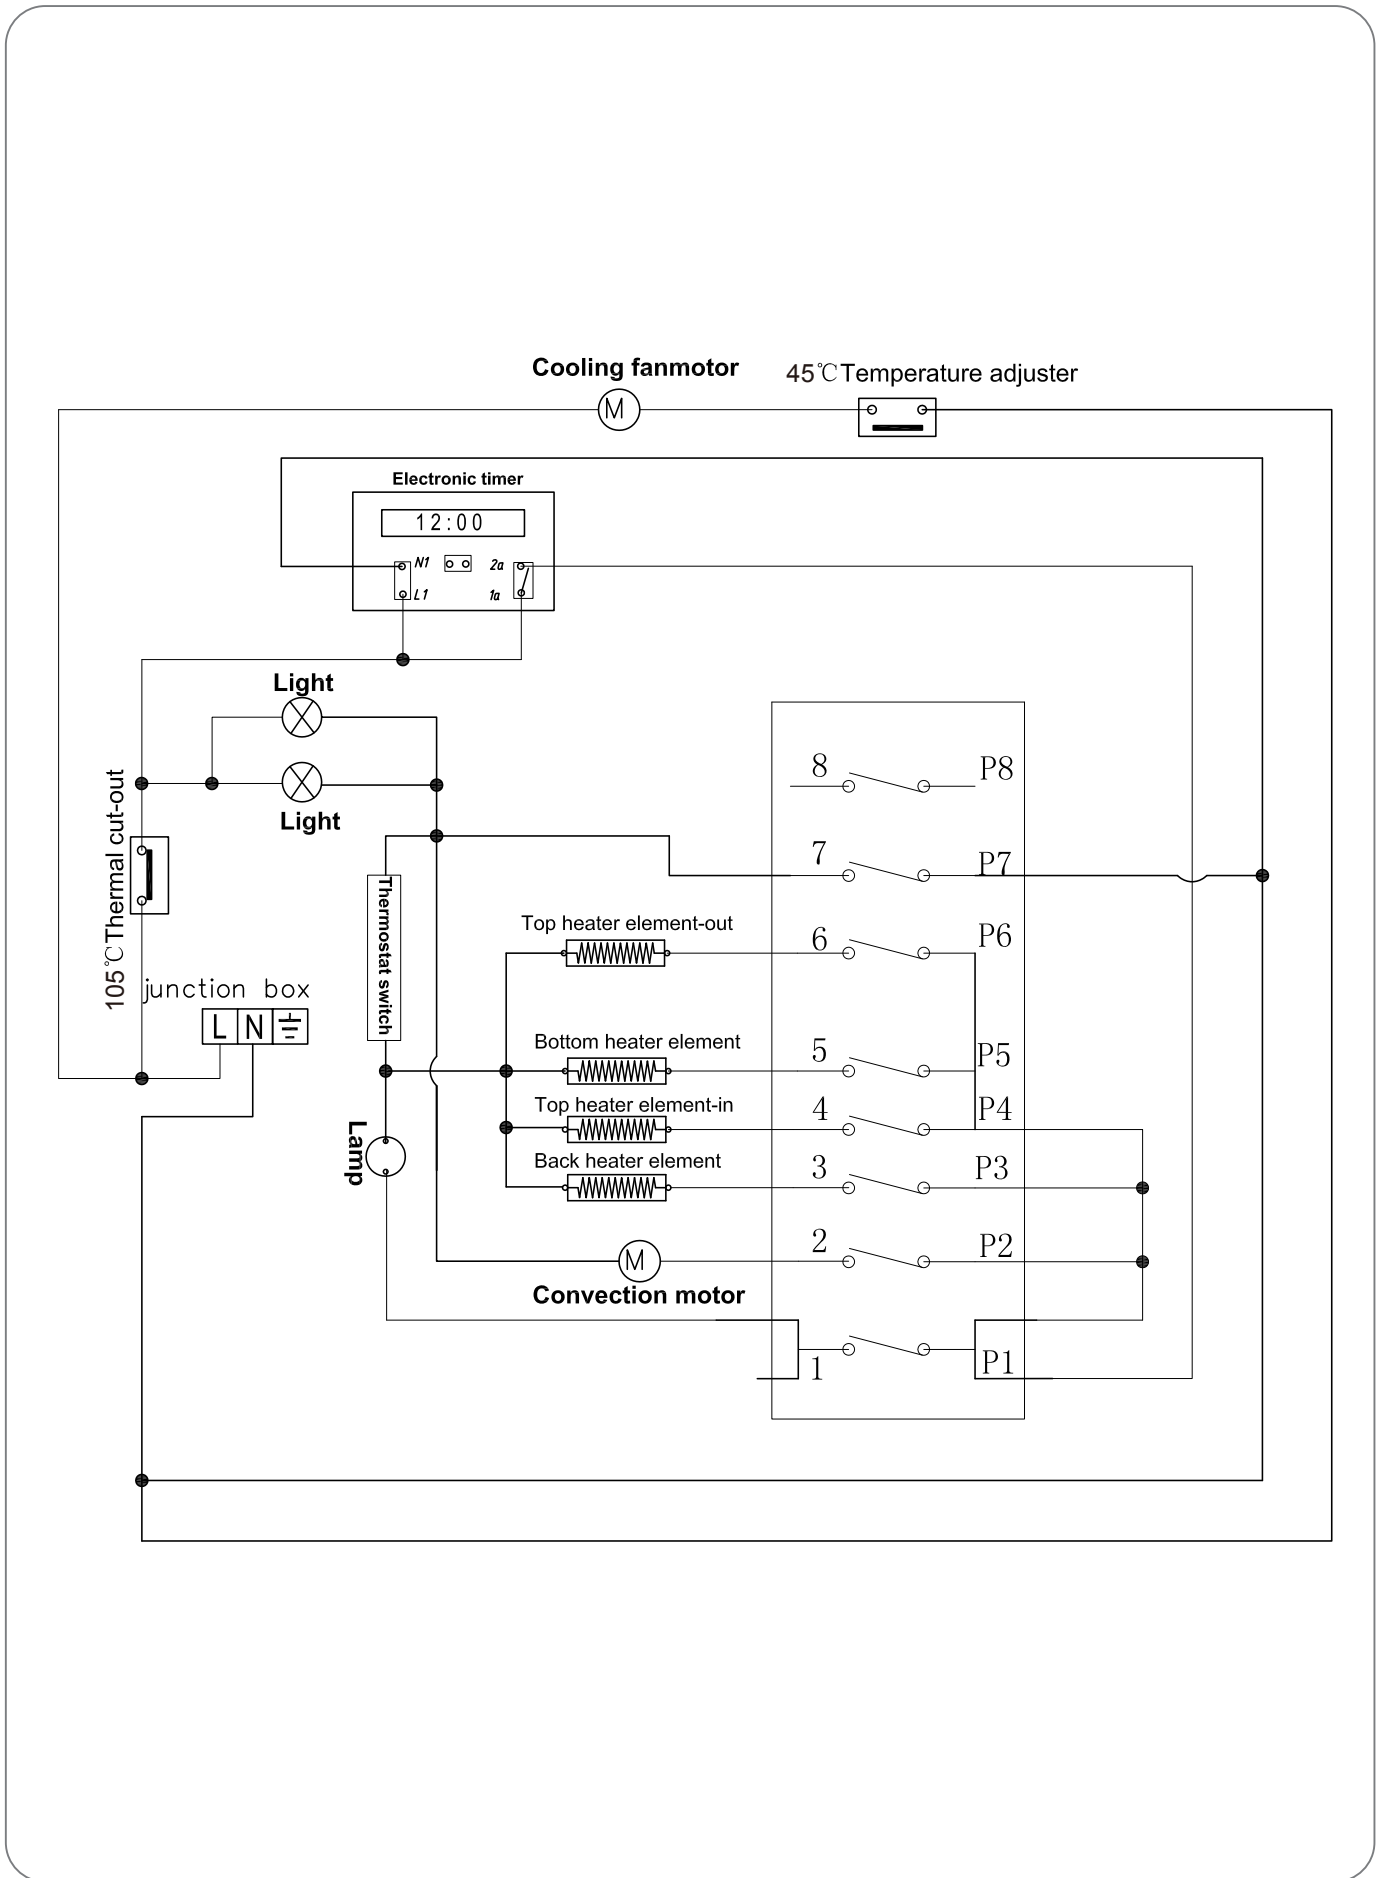 Cooling fanmotor
45℃Temperature adjuster
M
Electronic timer
12:00
N1
2a
L1
1a
Light
Light
105℃Thermal cut-out
junction box
L N
Thermostat switch
Lamp
8 P8
7 P7
Top heater element-out
6 P6
Bottom heater element
5 P5
Top heater element-in
4 P4
Back heater element
3 P3
2 P2
M
Convection motor
1 P1